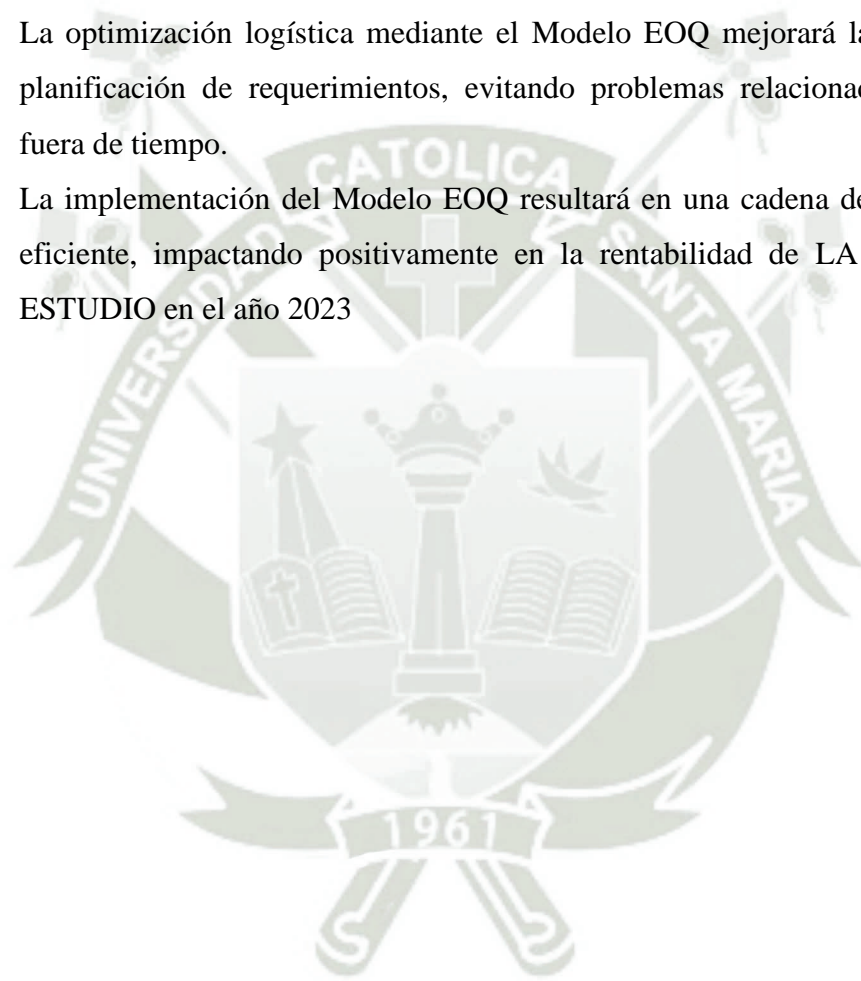 La optimización logística mediante el Modelo EOQ mejorará la
planificación de requerimientos, evitando problemas
fuera de tiempo.
La implementación del Modelo EOQ resultará en una cadena de
eficiente, impactando positivamente en la rentabilidad de LA
ESTUDIO en el año 2023
UNIVERSIDAD CATOLICA SANTA MARIA
1961